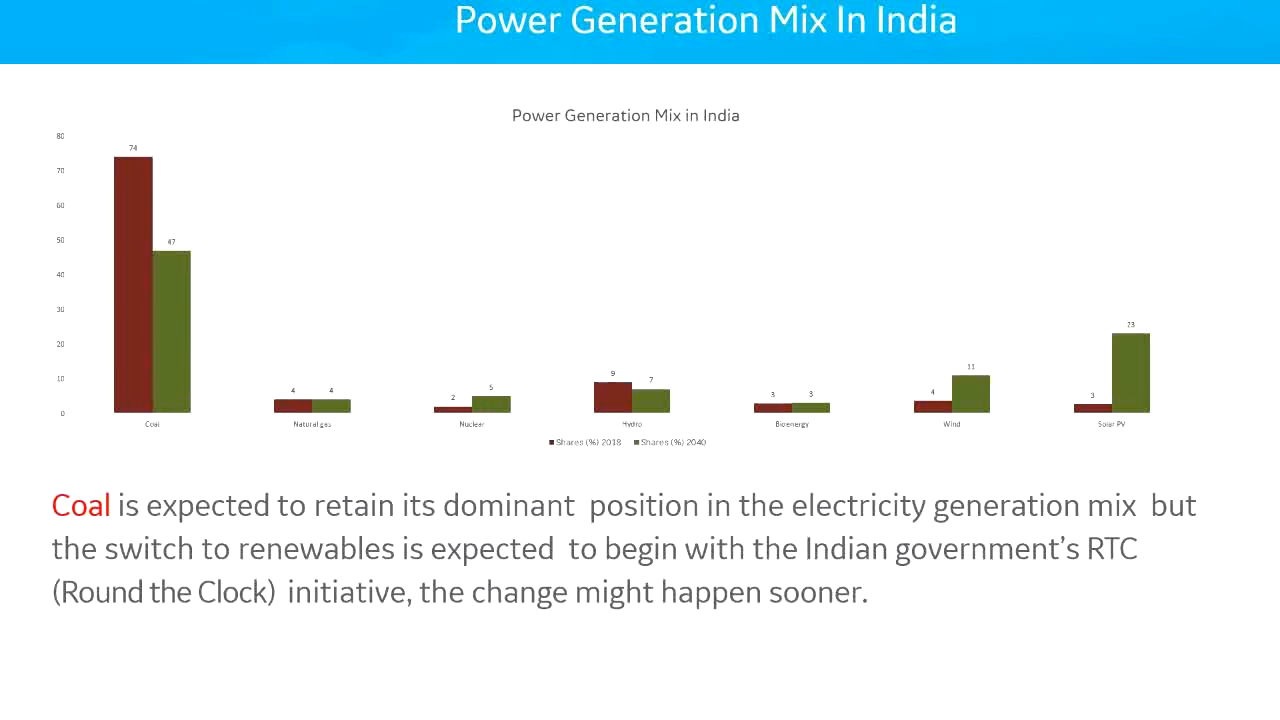 Power Generation Mix In India
Power Generation Mix in India
80
70
60
50
40
30
20
10
0
74
47
4
4
2
5
9
7
3
3
4
11
3
23
Coal
Natural gas
Nuclear
Hydro
Bioenergy
Wind
Solar PV
Shares (%) 2018 Shares (%) 2040
Coal is expected to retain its dominant position in the electricity generation mix but
the switch to renewables is expected to begin with the Indian government’s RTC
(Round the Clock) initiative, the change might happen sooner.